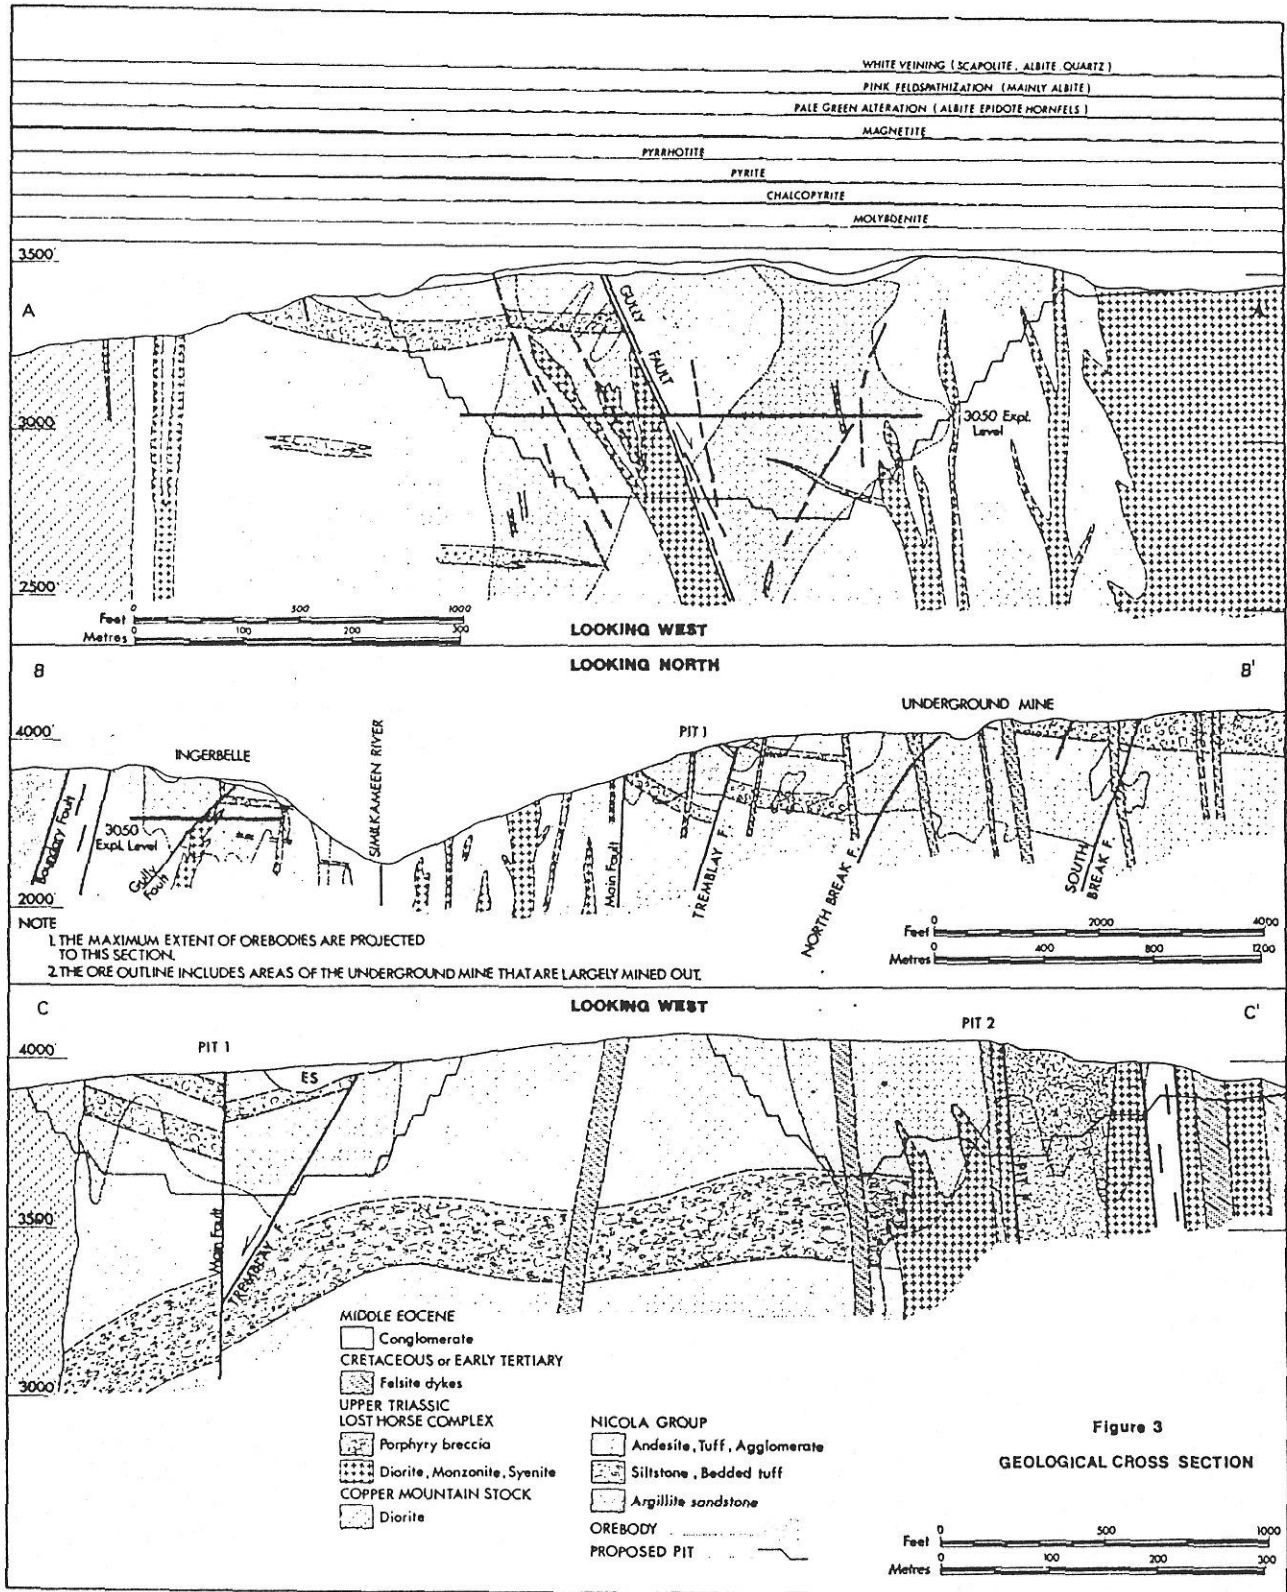 WHITE VEINING (SCAPOLITE, ALBITE, QUARTZ)
PINK FELDSPATHIZATION (MAINLY ALBITE)
PALE GREEN ALTERATION (ALBITE EPIDOTE HORNFELS)
MAGNETITE
PYRRHOTITE
PYRITE
CHALCOPYRITE
MOLYBDENITE
3500'
A
GULLY FAULT
3000'
3050 Expl.
Level
2500'
0 500 1000
Feet
Metres
0 100 200 300
LOOKING WEST
LOOKING NORTH
B
B'
4000'
INGERBELLE
SIMILKAMEEN RIVER
PIT 1
UNDERGROUND MINE
3050
Expl. Level
Boundary Fault
Gully
Fault
Main Fault
TREMBLAY F.
NORTH BREAK F.
SOUTH
BREAK F.
2000'
NOTE
1. THE MAXIMUM EXTENT OF OREBODIES ARE PROJECTED
TO THIS SECTION.
2. THE ORE OUTLINE INCLUDES AREAS OF THE UNDERGROUND MINE THAT ARE LARGELY MINED OUT.
0 2000 4000
Feet
Metres
0 400 800 1200
LOOKING WEST
C
C'
PIT 1
PIT 2
4000'
ES
3500'
Main Fault
TREMBLAY F.
3000'
MIDDLE EOCENE
Conglomerate
CRETACEOUS or EARLY TERTIARY
Felsite dykes
UPPER TRIASSIC
LOST HORSE COMPLEX
Porphyry breccia
Diorite, Monzonite, Syenite
COPPER MOUNTAIN STOCK
Diorite
NICOLA GROUP
Andesite, Tuff, Agglomerate
Siltstone, Bedded tuff
Argillite sandstone
OREBODY
PROPOSED PIT
Figure 3
GEOLOGICAL CROSS SECTION
0 500 1000
Feet
Metres
0 100 200 300